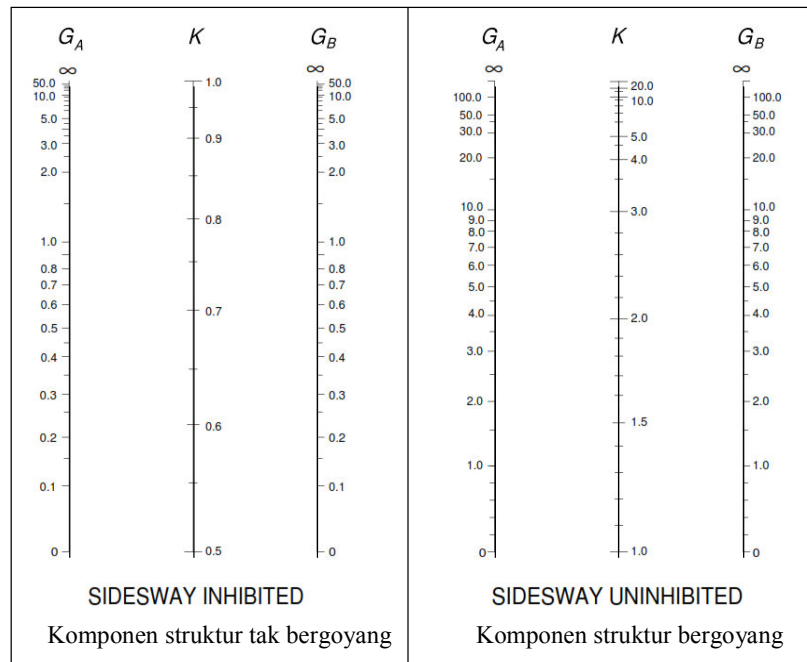 G_A K G_B
∞ ∞
50.0 1.0 50.0
10.0 10.0
5.0 0.9 5.0
3.0 3.0
2.0 2.0
0.8
1.0 1.0
0.8 0.8
0.7 0.7
0.6 0.7 0.6
0.5 0.5
0.4 0.4
0.3 0.3
0.2 0.6 0.2
0.1 0.1
0 0.5 0
SIDESWAY INHIBITED
Komponen struktur tak bergoyang
G_A K G_B
∞ ∞
20.0
100.0 10.0 100.0
50.0 50.0
30.0 5.0 30.0
20.0 4.0 20.0
10.0 3.0 10.0
9.0 9.0
8.0 8.0
7.0 7.0
6.0 6.0
5.0 5.0
4.0 2.0 4.0
3.0 3.0
2.0 2.0
1.5
1.0 1.0
0 1.0 0
SIDESWAY UNINHIBITED
Komponen struktur bergoyang